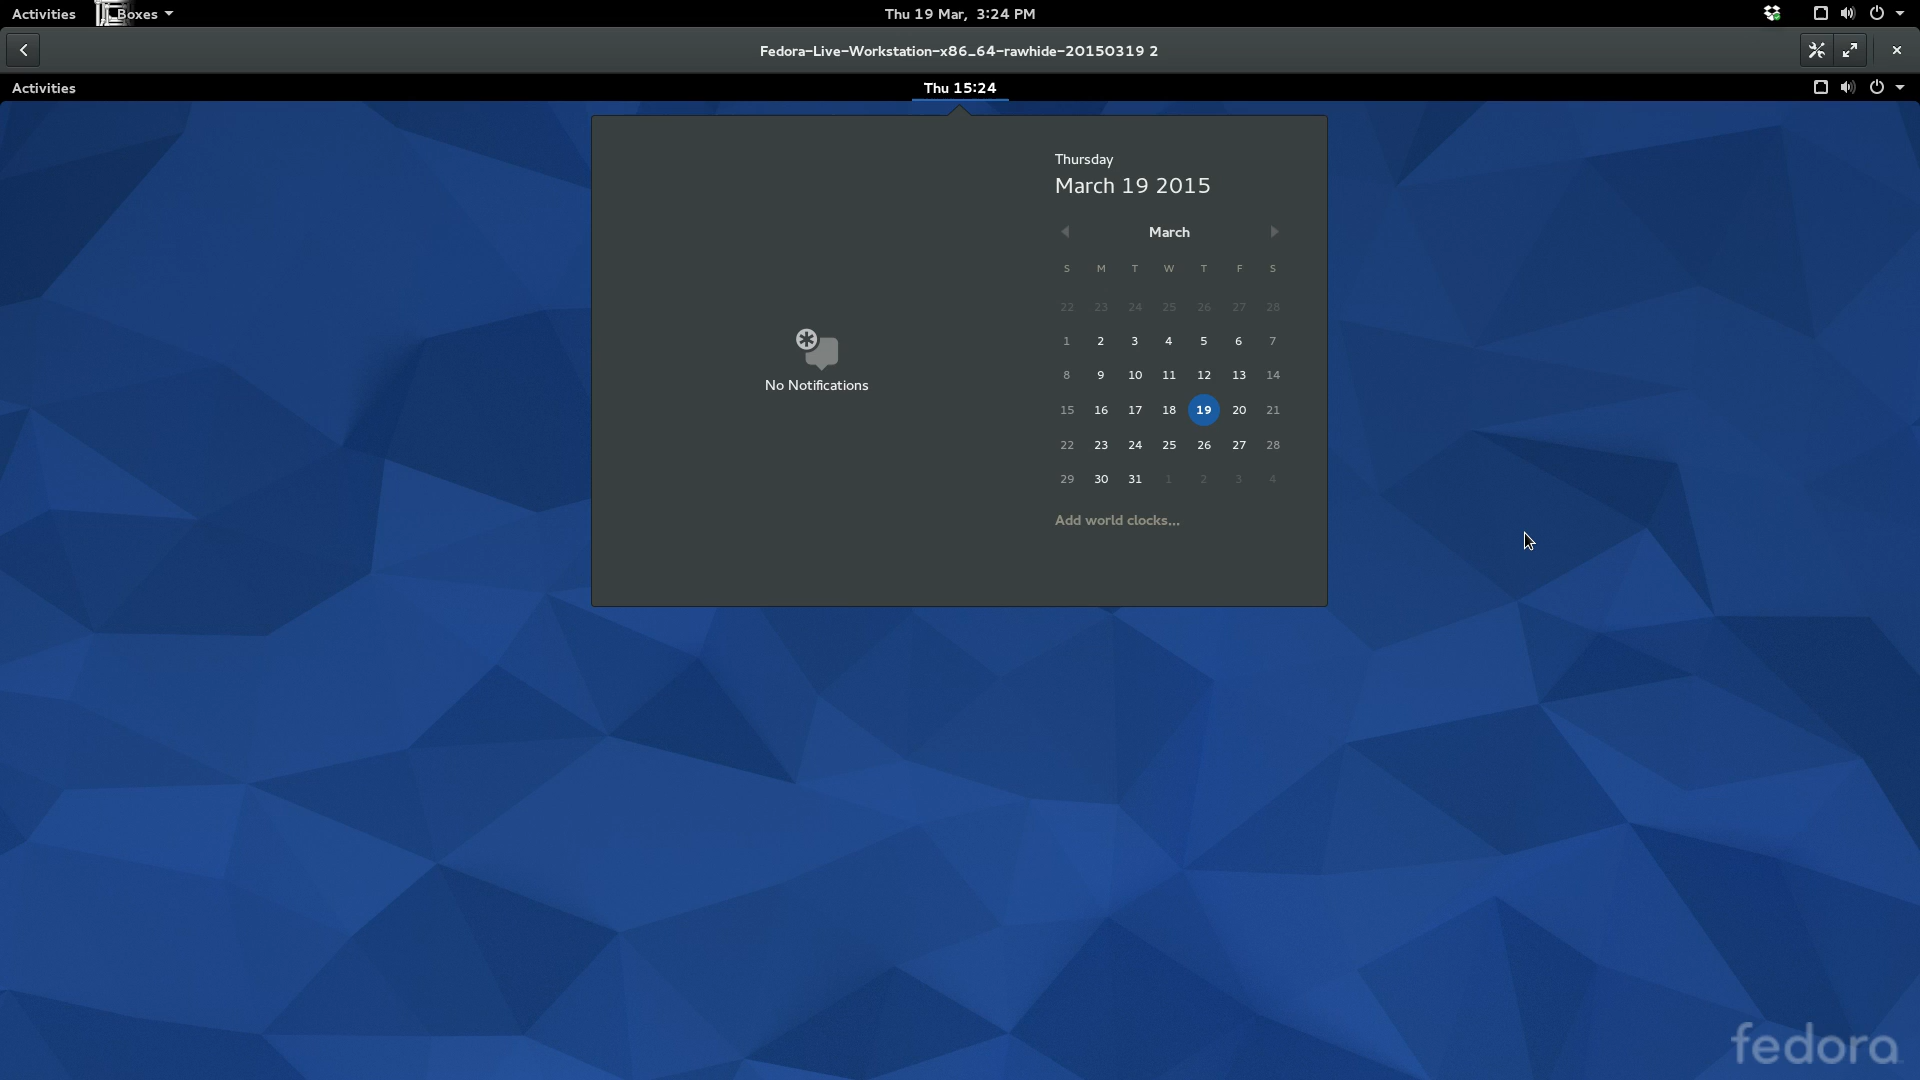 Activities Boxes Thu 19 Mar, 3:24 PM
Fedora-Live-Workstation-x86_64-rawhide-20150319 2
Activities Thu 15:24
Thursday
March 19 2015
March
S M T W T F S
22 23 24 25 26 27 28
1 2 3 4 5 6 7
8 9 10 11 12 13 14
15 16 17 18 19 20 21
22 23 24 25 26 27 28
29 30 31 1 2 3 4
Add world clocks...
No Notifications
fedora